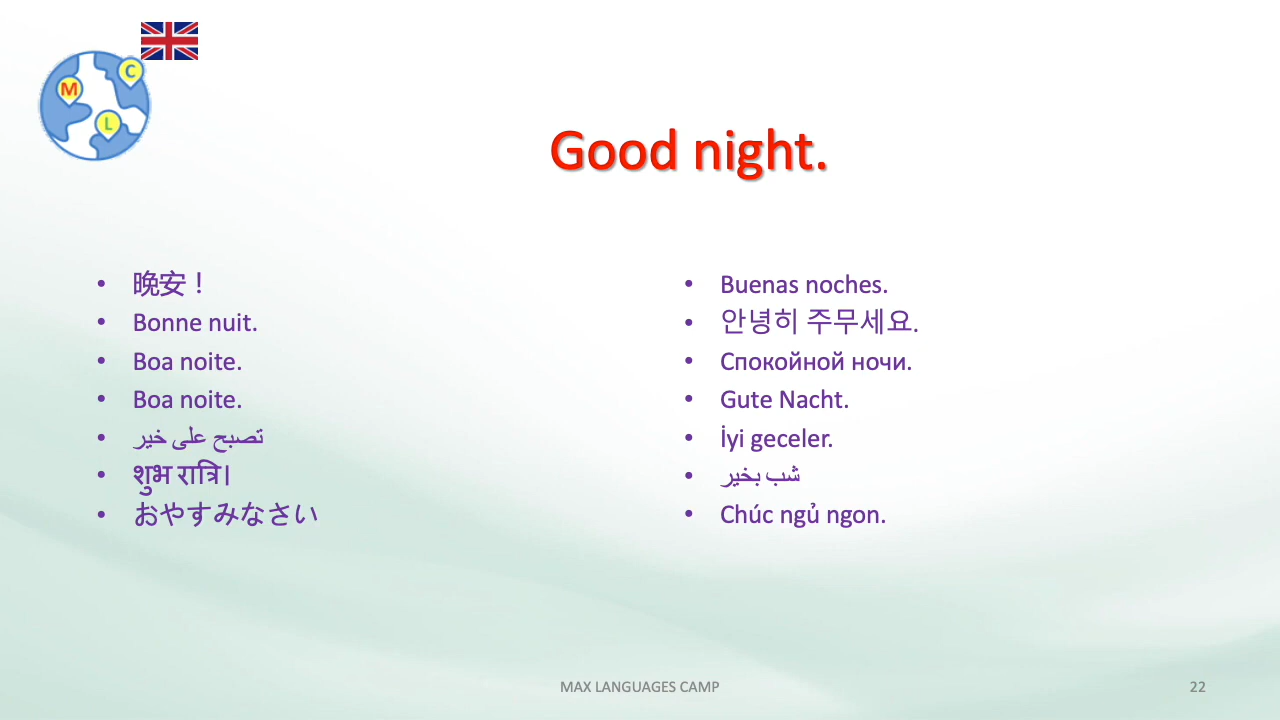 M
C
L
Good night.
• 晚安！
• Bonne nuit.
• Boa noite.
• Boa noite.
• تصبح على خير
• शुभ रात्रि।
• おやすみなさい
• Buenas noches.
• 안녕히 주무세요.
• Спокойной ночи.
• Gute Nacht.
• İyi geceler.
• شب بخیر
• Chúc ngủ ngon.
MAX LANGUAGES CAMP
22